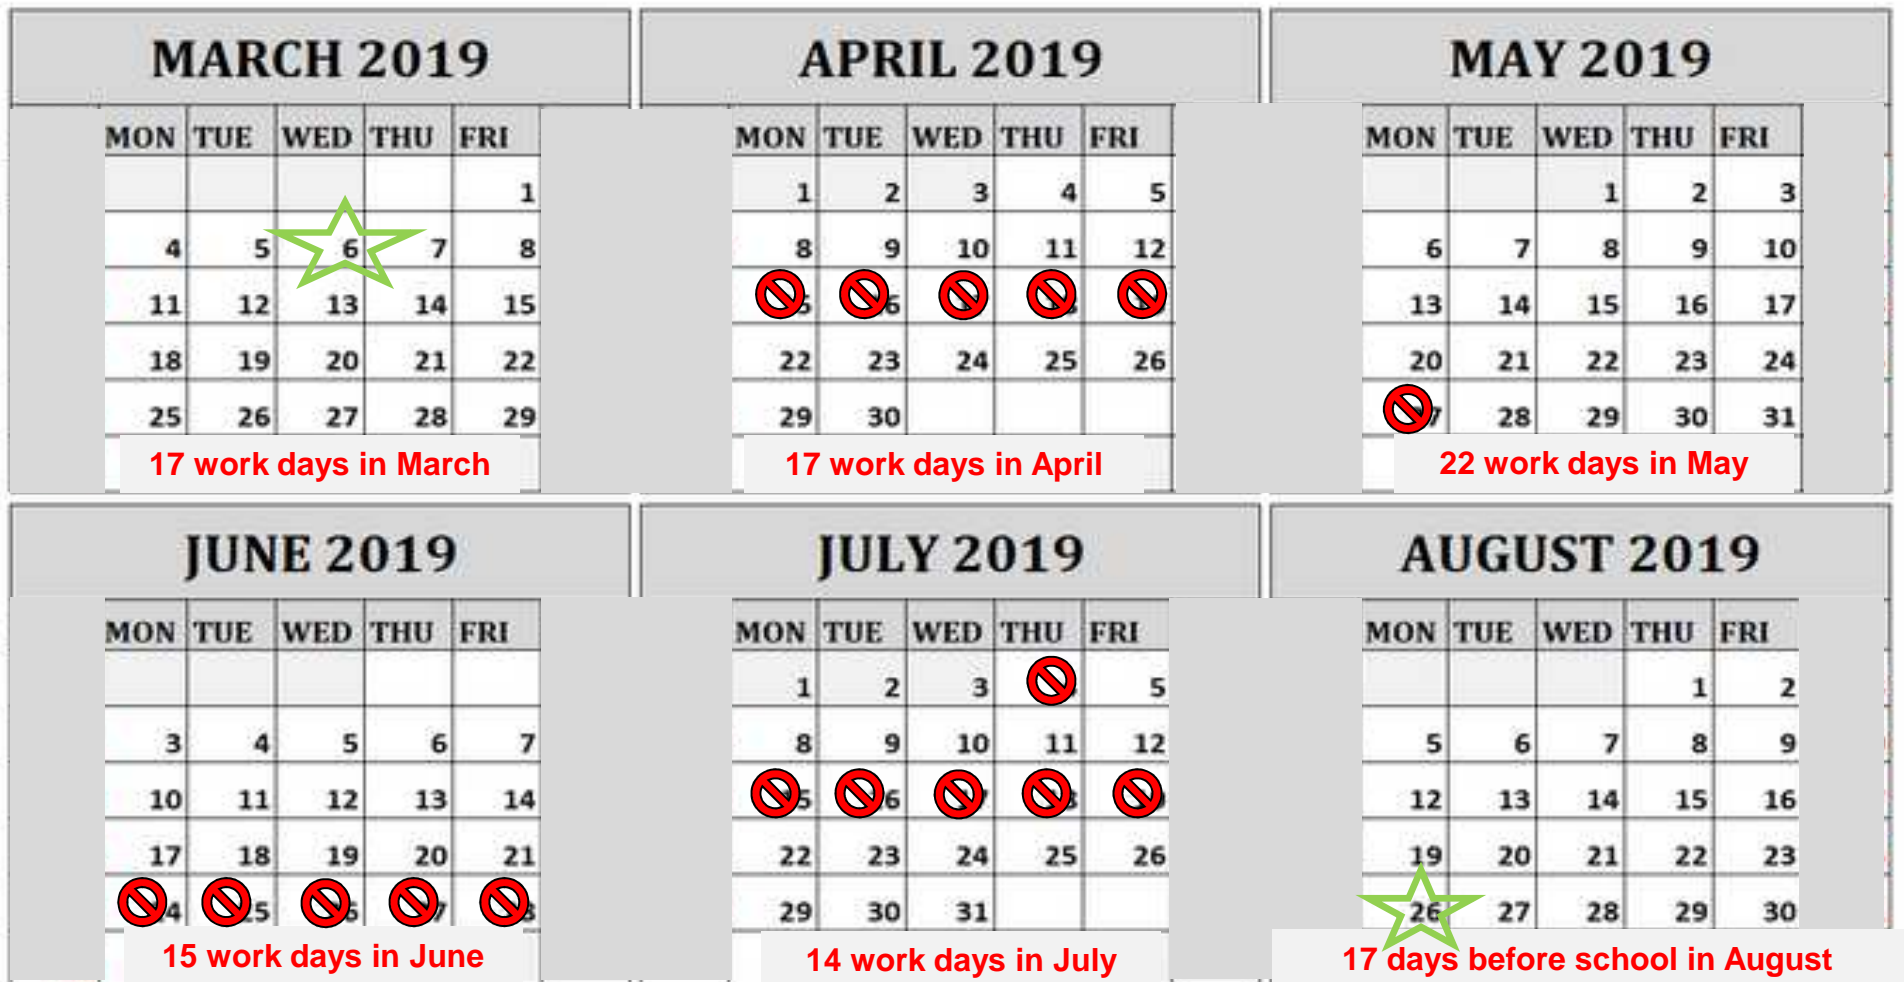 MARCH 2019
MON TUE WED THU FRI
1
4 5 6 7 8
11 12 13 14 15
18 19 20 21 22
25 26 27 28 29
17 work days in March
APRIL 2019
MON TUE WED THU FRI
1 2 3 4 5
8 9 10 11 12
22 23 24 25 26
29 30
17 work days in April
MAY 2019
MON TUE WED THU FRI
1 2 3
6 7 8 9 10
13 14 15 16 17
20 21 22 23 24
28 29 30 31
22 work days in May
JUNE 2019
MON TUE WED THU FRI
3 4 5 6 7
10 11 12 13 14
17 18 19 20 21
15 work days in June
JULY 2019
MON TUE WED THU FRI
1 2 3 5
8 9 10 11 12
22 23 24 25 26
29 30 31
14 work days in July
AUGUST 2019
MON TUE WED THU FRI
1 2
5 6 7 8 9
12 13 14 15 16
19 20 21 22 23
26 27 28 29 30
17 days before school in August